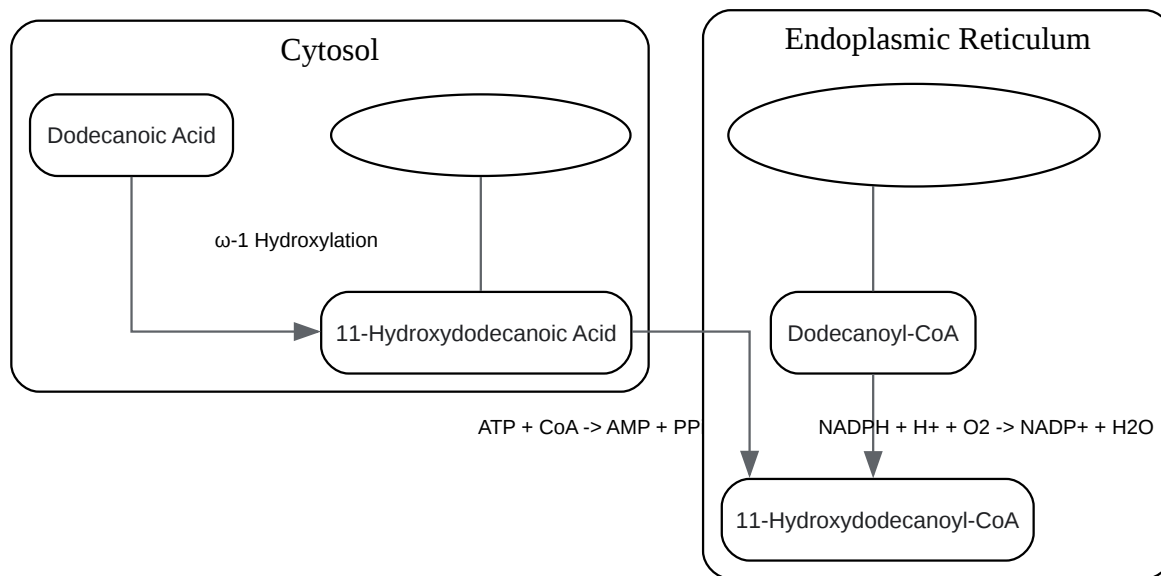 Cytosol
Endoplasmic Reticulum
Dodecanoic Acid
ω-1 Hydroxylation
11-Hydroxydodecanoic Acid
Dodecanoyl-CoA
ATP + CoA -> AMP + PP
NADPH + H+ + O2 -> NADP+ + H2O
11-Hydroxydodecanoyl-CoA